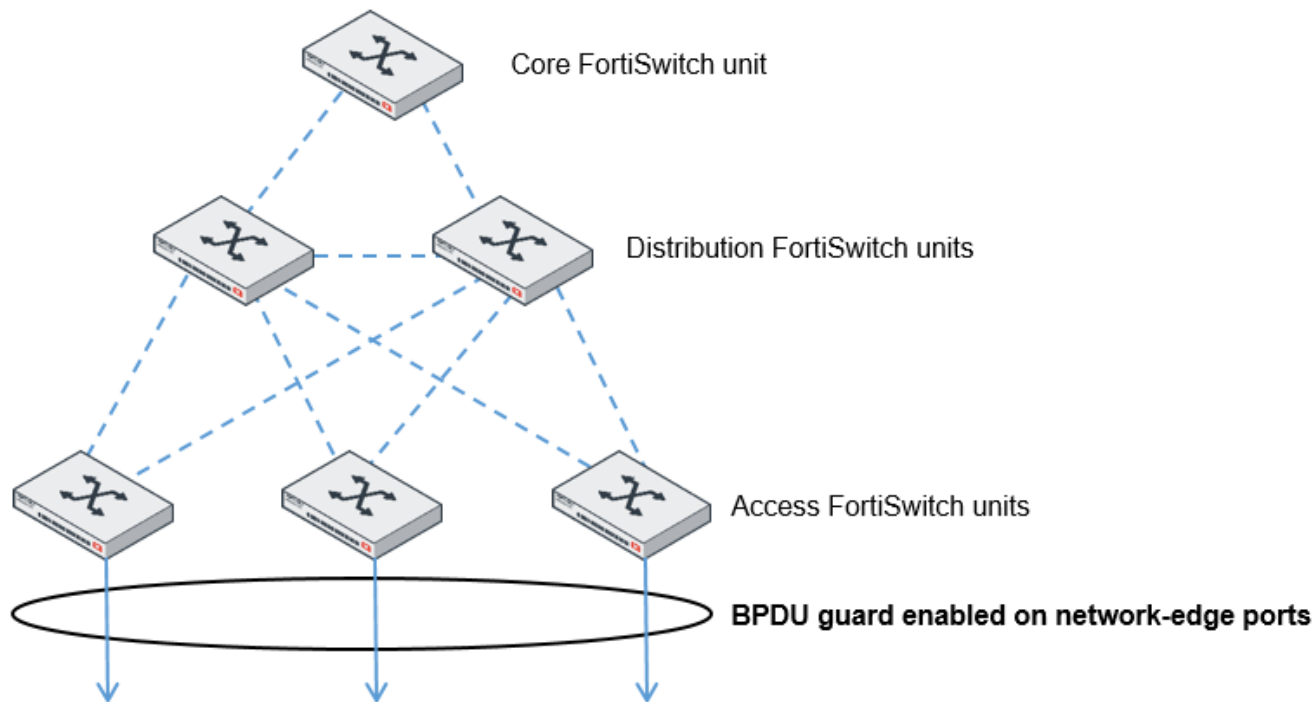 Core FortiSwitch unit
Distribution FortiSwitch units
Access FortiSwitch units
BPDU guard enabled on network-edge ports